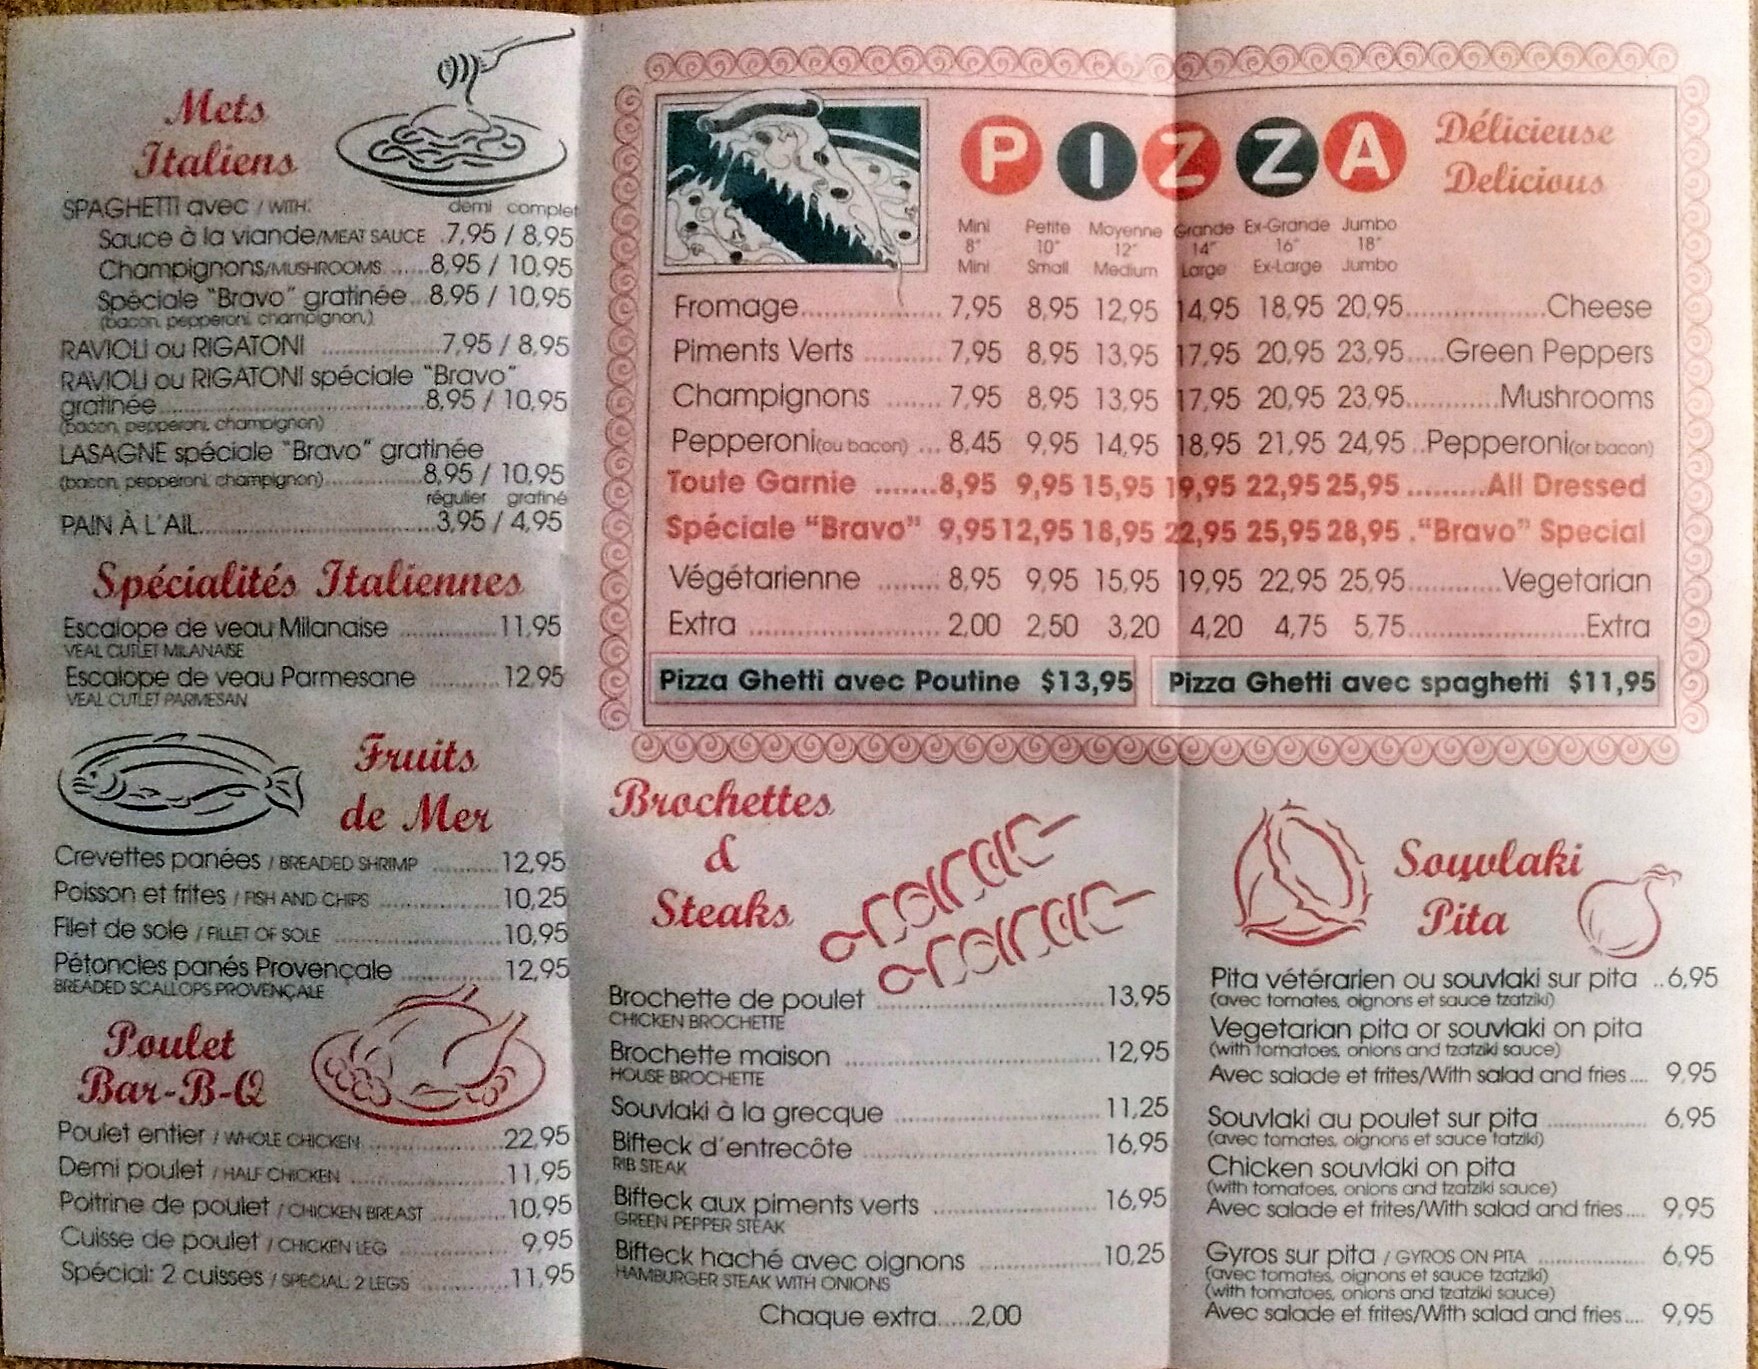 Mets
Italiens
SPAGHETTI avec / WITH: demi complet
Sauce à la viande/MEAT SAUCE .7,95 / 8,95
Champignons/MUSHROOMS ......8,95 / 10,95
Spéciale "Bravo" gratinée...8,95 / 10,95
(bacon, pepperoni, champignon,)
RAVIOLI ou RIGATONI ................7,95 / 8,95
RAVIOLI ou RIGATONI spéciale "Bravo"
gratinée....................................8,95 / 10,95
(bacon, pepperoni, champignon)
LASAGNE spéciale "Bravo" gratinée
(bacon, pepperoni, champignon)..............8,95 / 10,95
régulier gratiné
PAIN À L'AIL................................3,95 / 4,95
Spécialités Italiennes
Escalope de veau Milanaise ..............11,95
VEAL CUTLET MILANAISE
Escalope de veau Parmesane ..........12,95
VEAL CUTLET PARMESAN
Fruits
de Mer
Crevettes panées / BREADED SHRIMP ..........12,95
Poisson et frites / FISH AND CHIPS .................10,25
Filet de sole / FILLET OF SOLE .......................10,95
Pétoncles panés Provençale ..............12,95
BREADED SCALLOPS PROVENÇALE
Poulet
Bar-B-Q
Poulet entier / WHOLE CHICKEN...................22,95
Demi poulet / HALF CHICKEN .....................11,95
Poitrine de poulet / CHICKEN BREAST ..........10,95
Cuisse de poulet / CHICKEN LEG ................9,95
Spécial: 2 cuisses / SPECIAL: 2 LEGS ............11,95
PIZZA
Délicieuse
Delicious
Mini Petite Moyenne Grande Ex-Grande Jumbo
8" 10" 12" 14" 16" 18"
Mini Small Medium Large Ex-Large Jumbo
Fromage................ 7,95 8,95 12,95 14,95 18,95 20,95................Cheese
Piments Verts .......... 7,95 8,95 13,95 17,95 20,95 23,95.....Green Peppers
Champignons ....... 7,95 8,95 13,95 17,95 20,95 23,95............Mushrooms
Pepperoni(ou bacon) ... 8,45 9,95 14,95 18,95 21,95 24,95..Pepperoni(or bacon)
Toute Garnie .......8,95 9,95 15,95 19,95 22,95 25,95.........All Dressed
Spéciale "Bravo" 9,95 12,95 18,95 22,95 25,95 28,95 ."Bravo" Special
Végétarienne ........ 8,95 9,95 15,95 19,95 22,95 25,95............Vegetarian
Extra ...................... 2,00 2,50 3,20 4,20 4,75 5,75......................Extra
Pizza Ghetti avec Poutine $13,95 Pizza Ghetti avec spaghetti $11,95
Brochettes
&
Steaks
Brochette de poulet ..........................13,95
CHICKEN BROCHETTE
Brochette maison .............................12,95
HOUSE BROCHETTE
Souvlaki à la grecque .......................11,25
Bifteck d'entrecôte ..........................16,95
RIB STEAK
Bifteck aux piments verts ..................16,95
GREEN PEPPER STEAK
Bifteck haché avec oignons .............10,25
HAMBURGER STEAK WITH ONIONS
Chaque extra.....2,00
Souvlaki
Pita
Pita vétérarien ou souvlaki sur pita ..6,95
(avec tomates, oignons et sauce tzatziki)
Vegetarian pita or souvlaki on pita
(with tomatoes, onions and tzatziki sauce)
Avec salade et frites/With salad and fries.... 9,95
Souvlaki au poulet sur pita ................ 6,95
(avec tomates, oignons et sauce tatziki)
Chicken souvlaki on pita
(with tomatoes, onions and tzatziki sauce)
Avec salade et frites/With salad and fries.... 9,95
Gyros sur pita / GYROS ON PITA ................. 6,95
(avec tomates, oignons et sauce tzatziki)
(with tomatoes, onions and tzatziki sauce)
Avec salade et frites/With salad and fries.... 9,95